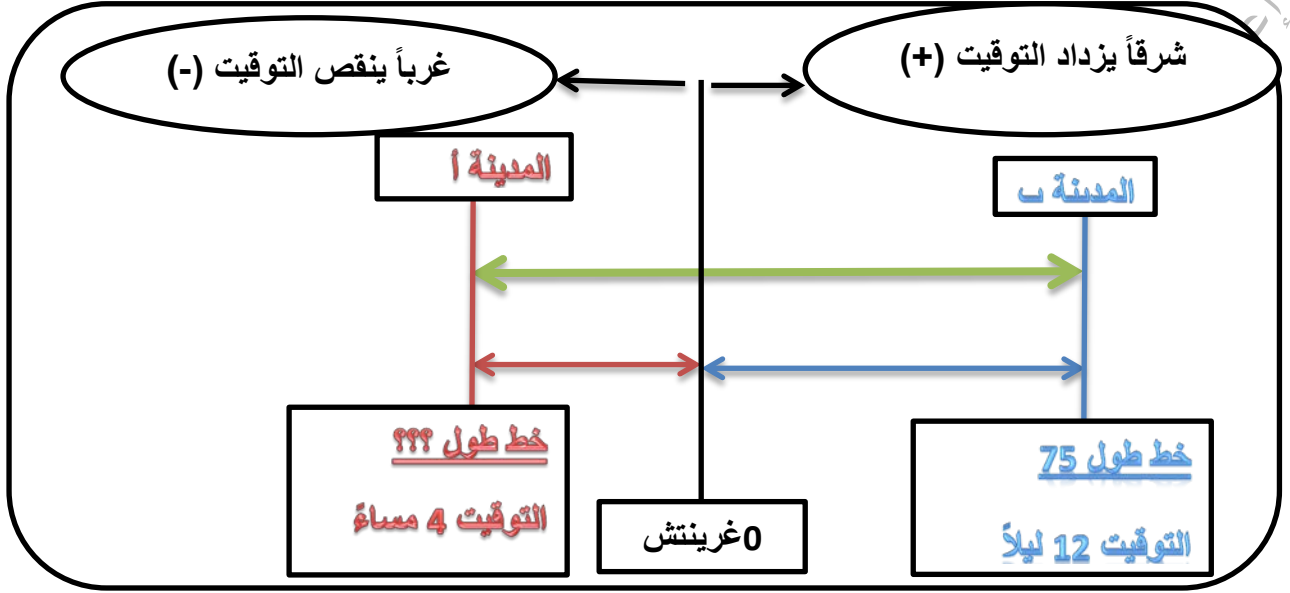 شرقاً يزداد التوقيت (+)
غرباً ينقص التوقيت (-)
المدينة ب
المدينة أ
خط طول 75
التوقيت 12 ليلاً
0غرينتش
خط طول ؟؟؟
التوقيت 4 مساءً